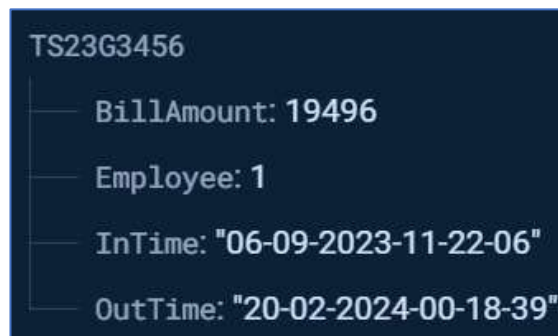 TS23G3456
BillAmount: 19496
Employee: 1
InTime: "06-09-2023-11-22-06"
OutTime: "20-02-2024-00-18-39"